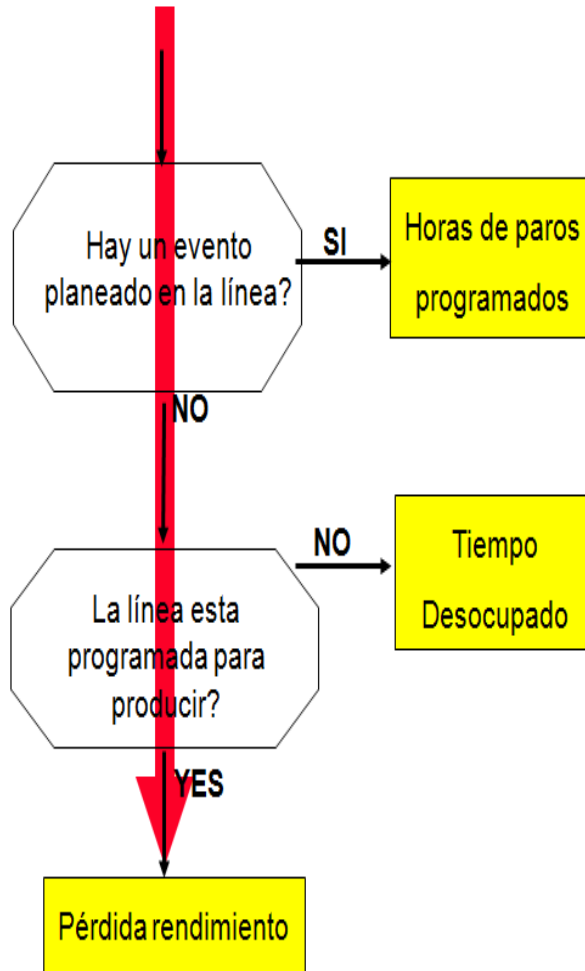 Hay un evento
planeado en la línea?
SI
Horas de paros
programados
NO
NO
Tiempo
Desocupado
La línea esta
programada para
producir?
YES
Pérdida rendimiento